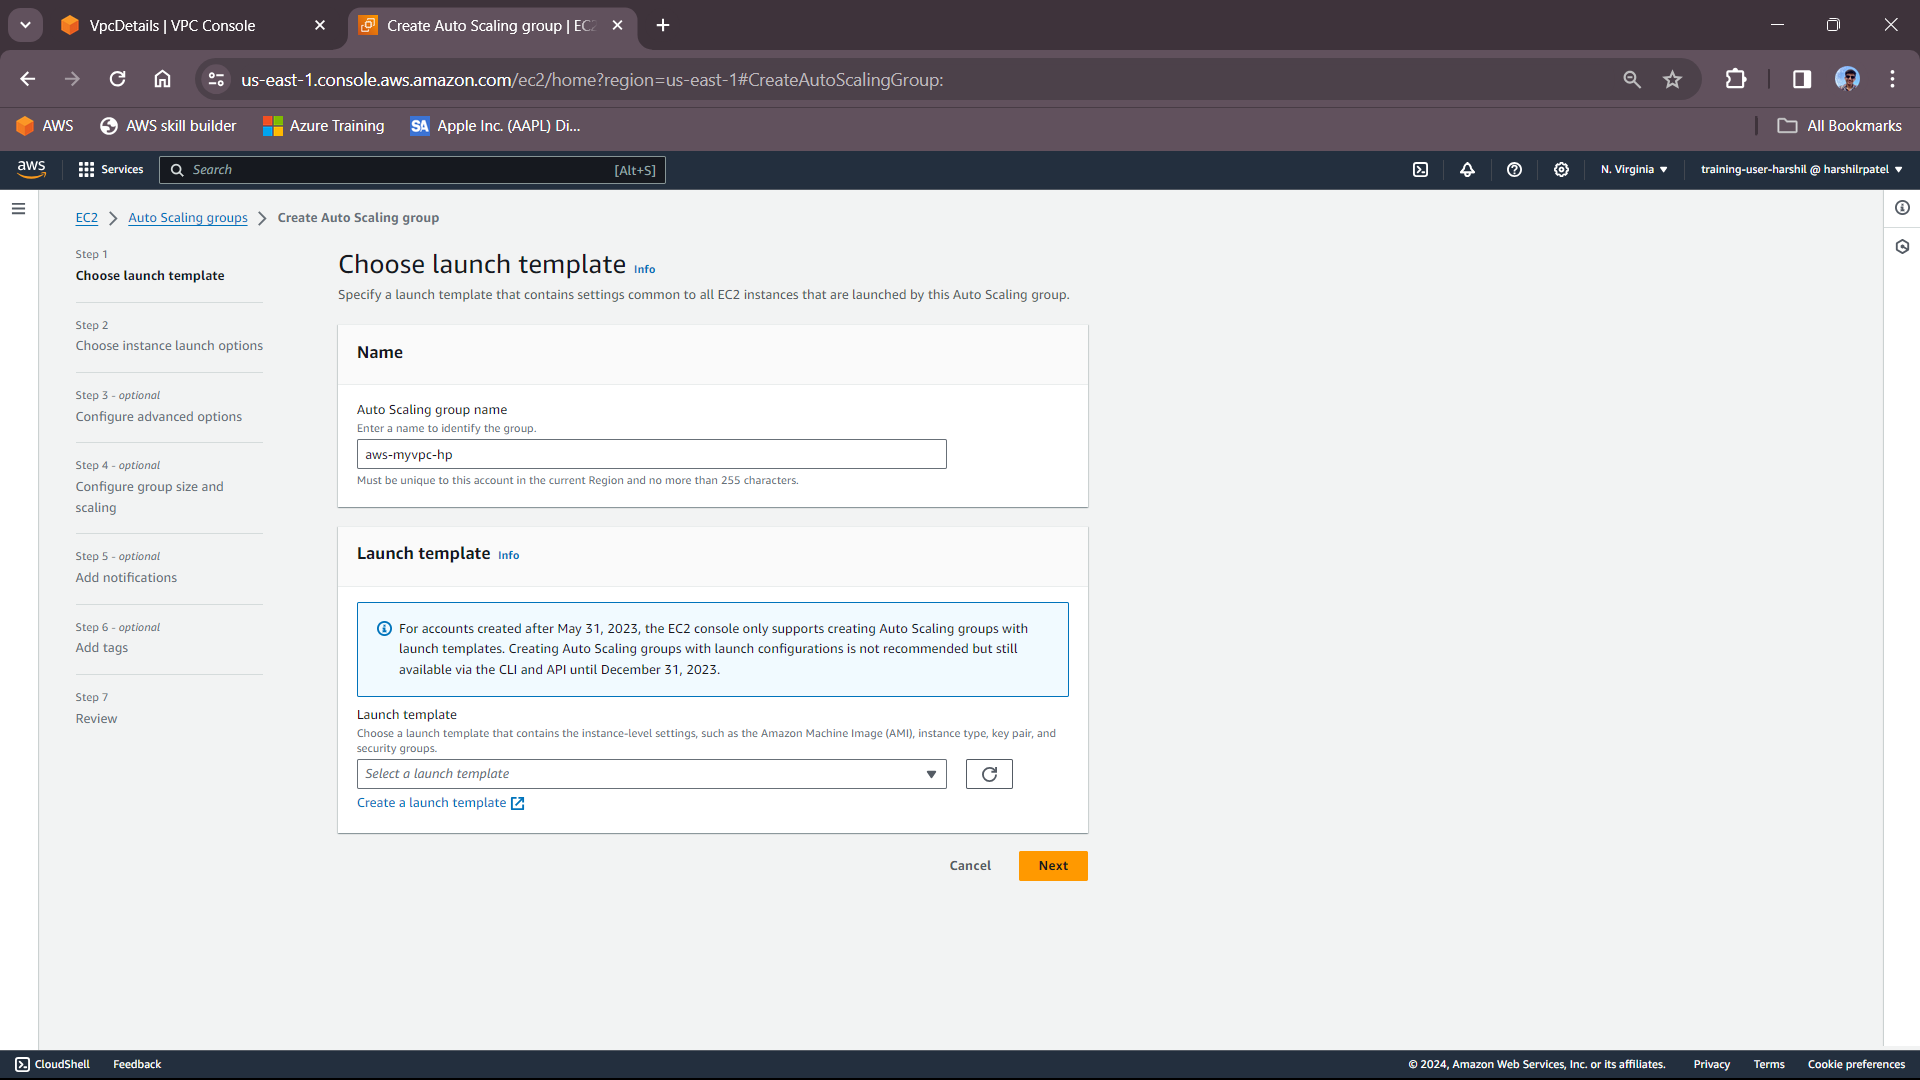 VpcDetails | VPC Console
Create Auto Scaling group | EC2
us-east-1.console.aws.amazon.com/ec2/home?region=us-east-1#CreateAutoScalingGroup:
AWS
AWS skill builder
Azure Training
SA
Apple Inc. (AAPL) Di...
All Bookmarks
aws
Services
Search
[Alt+S]
N. Virginia
training-user-harshil @ harshilrpatel
EC2
Auto Scaling groups
Create Auto Scaling group
Step 1
Choose launch template
Step 2
Choose instance launch options
Step 3 - optional
Configure advanced options
Step 4 - optional
Configure group size and
scaling
Step 5 - optional
Add notifications
Step 6 - optional
Add tags
Step 7
Review
Choose launch template Info
Specify a launch template that contains settings common to all EC2 instances that are launched by this Auto Scaling group.
Name
Auto Scaling group name
Enter a name to identify the group.
aws-myvpc-hp
Must be unique to this account in the current Region and no more than 255 characters.
Launch template Info
For accounts created after May 31, 2023, the EC2 console only supports creating Auto Scaling groups with
launch templates. Creating Auto Scaling groups with launch configurations is not recommended but still
available via the CLI and API until December 31, 2023.
Launch template
Choose a launch template that contains the instance-level settings, such as the Amazon Machine Image (AMI), instance type, key pair, and
security groups.
Select a launch template
Create a launch template
Cancel
Next
CloudShell
Feedback
© 2024, Amazon Web Services, Inc. or its affiliates.
Privacy
Terms
Cookie preferences